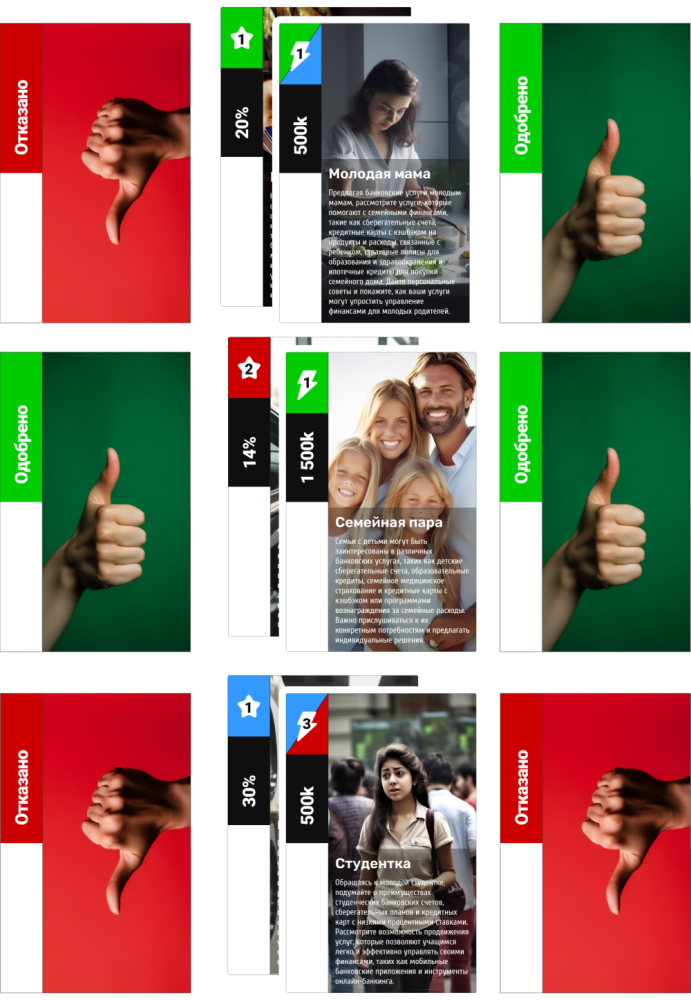 Отказано
1
20%
1
500k
Молодая мама
Предлагая банковские услуги молодым
мамам, рассмотрите услуги, которые
помогают с семейными финансами,
такие как сберегательные счета,
кредитные карты с кэшбэком на
продукты и расходы, связанные с
ребенком, страховые полисы для
образования и здравоохранения и
ипотечные кредиты для покупки
семейного дома. Дайте персональные
советы и покажите, как ваши услуги
могут упростить управление
финансами для молодых родителей.
Одобрено
Одобрено
2
14%
1
1 500k
Семейная пара
Семьи с детьми могут быть
заинтересованы в различных
банковских услугах, таких как детские
сберегательные счета, образовательные
кредиты, семейное медицинское
страхование и кредитные карты с
кэшбэком или программами
вознаграждения за семейные расходы.
Важно прислушиваться к их
конкретным потребностям и предлагать
индивидуальные решения.
Одобрено
Отказано
1
30%
3
500k
Студентка
Обращаясь к молодой студентке,
подумайте о преимуществах
студенческих банковских счетов,
сберегательных планов и кредитных
карт с низкими процентными ставками.
Рассмотрите возможность продвижения
услуг, которые позволяют учащимся
легко и эффективно управлять своими
финансами, таких как мобильные
банковские приложения и инструменты
онлайн-банкинга.
Отказано